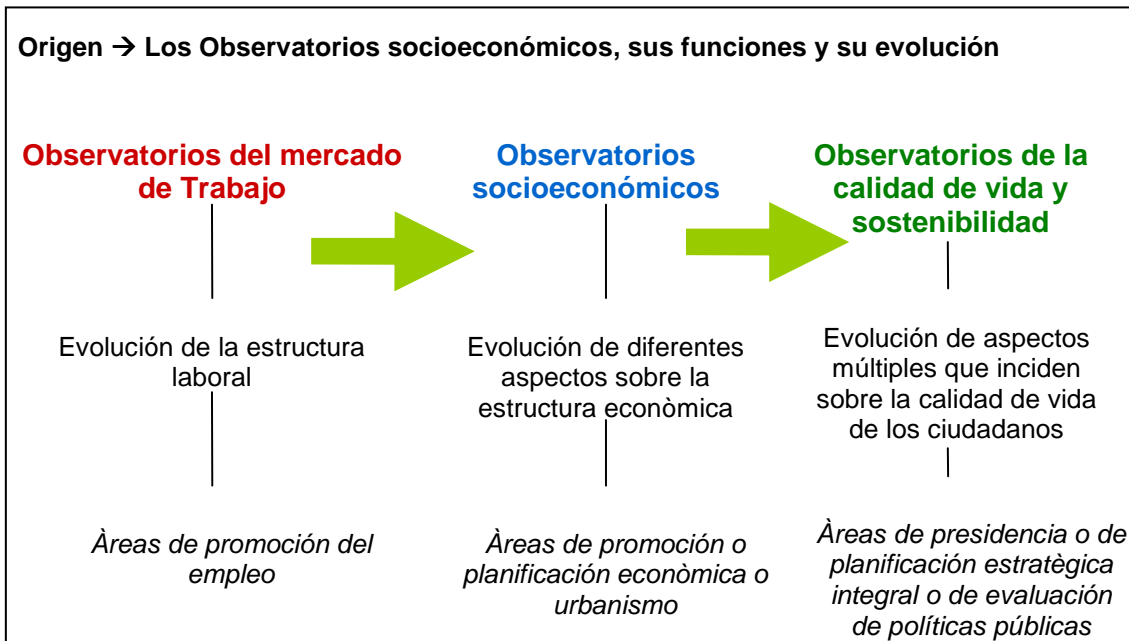 Origen → Los Observatorios socioeconómicos, sus funciones y su evolución
Observatorios del mercado
de Trabajo
Observatorios
socioeconómicos
Observatorios de la
calidad de vida y
sostenibilidad
Evolución de la estructura
laboral
Evolución de diferentes
aspectos sobre la
estructura econòmica
Evolución de aspectos
múltiples que inciden
sobre la calidad de vida
de los ciudadanos
Àreas de promoción del
empleo
Àreas de promoción o
planificación econòmica o
urbanismo
Àreas de presidencia o de
planificación estratègica
integral o de evaluación
de políticas públicas